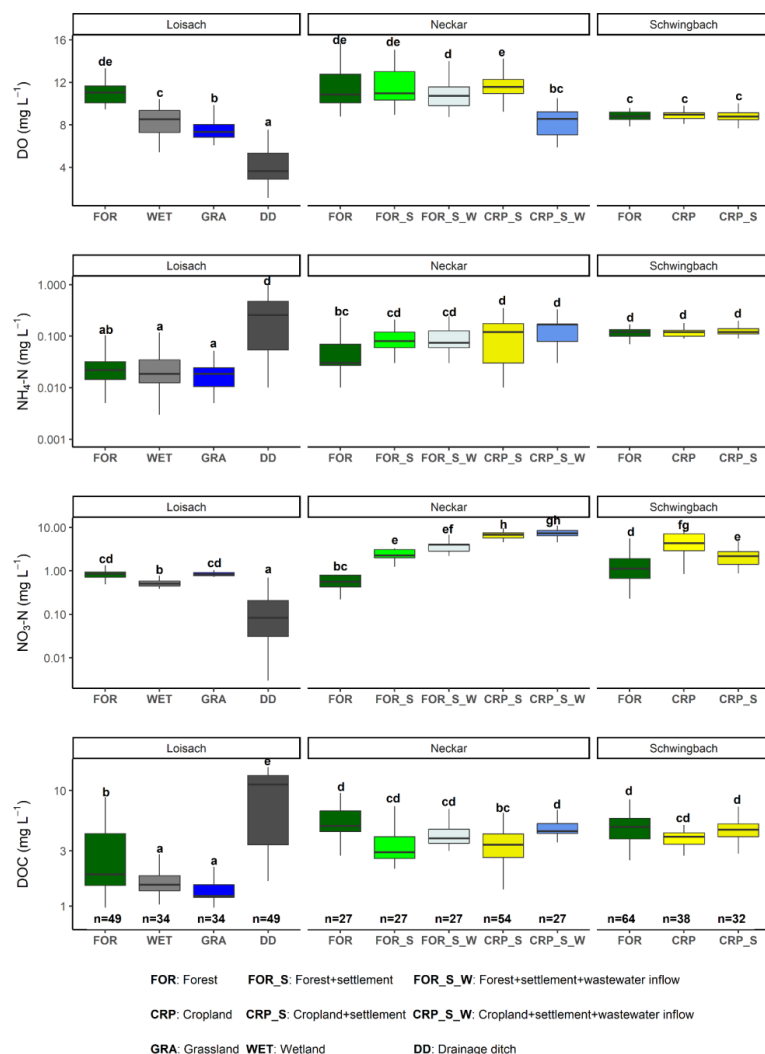 Loisach Neckar Schwingbach
DO (mg L⁻¹)
16
12
8
4
de c b a
de de d e bc
c c c
FOR WET GRA DD FOR FOR_S FOR_S_W CRP_S CRP_S_W FOR CRP CRP_S
Loisach Neckar Schwingbach
NH₄-N (mg L⁻¹)
1.000
0.100
0.010
0.001
ab a a d
bc cd cd d d
d d d
FOR WET GRA DD FOR FOR_S FOR_S_W CRP_S CRP_S_W FOR CRP CRP_S
Loisach Neckar Schwingbach
NO₃-N (mg L⁻¹)
10.00
1.00
0.10
0.01
cd b cd a
bc e ef h gh
d fg e
FOR WET GRA DD FOR FOR_S FOR_S_W CRP_S CRP_S_W FOR CRP CRP_S
Loisach Neckar Schwingbach
DOC (mg L⁻¹)
10
3
1
b a a e
d cd cd bc d
d cd d
n=49 n=34 n=34 n=49 n=27 n=27 n=27 n=54 n=27 n=64 n=38 n=32
FOR WET GRA DD FOR FOR_S FOR_S_W CRP_S CRP_S_W FOR CRP CRP_S
FOR: Forest FOR_S: Forest+settlement FOR_S_W: Forest+settlement+wastewater inflow
CRP: Cropland CRP_S: Cropland+settlement CRP_S_W: Cropland+settlement+wastewater inflow
GRA: Grassland WET: Wetland DD: Drainage ditch